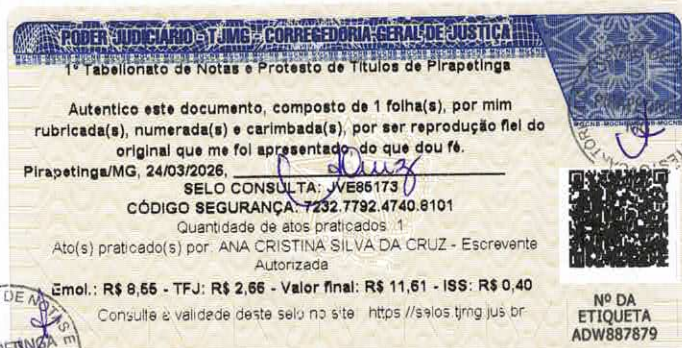 PODER JUDICIÁRIO - TJMG - CORREGEDORIA-GERAL DE JUSTIÇA
1º Tabelionato de Notas e Protesto de Títulos de Pirapetinga
Autentico este documento, composto de 1 folha(s), por mim
rubricada(s), numerada(s) e carimbada(s), por ser reprodução fiel do
original que me foi apresentado, do que dou fé.
Pirapetinga/MG, 24/03/2026,
SELO CONSULTA: JVE85173
CÓDIGO SEGURANÇA: 7232.7792.4740.8101
Quantidade de atos praticados: 1
Ato(s) praticado(s) por: ANA CRISTINA SILVA DA CRUZ - Escrevente
Autorizada
Emol.: R$ 8,55 - TFJ: R$ 2,66 - Valor final: R$ 11,61 - ISS: R$ 0,40
Consulte a validade deste selo no site https://selos.tjmg.jus.br
Nº DA
ETIQUETA
ADW887879
DE NOTAS E